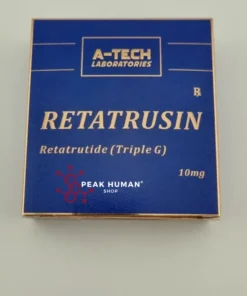 A-TECH
LABORATORIES
℞
RETATRUSIN
Retatrutide (Triple G)
PEAK HUMAN®
SHOP
10mg